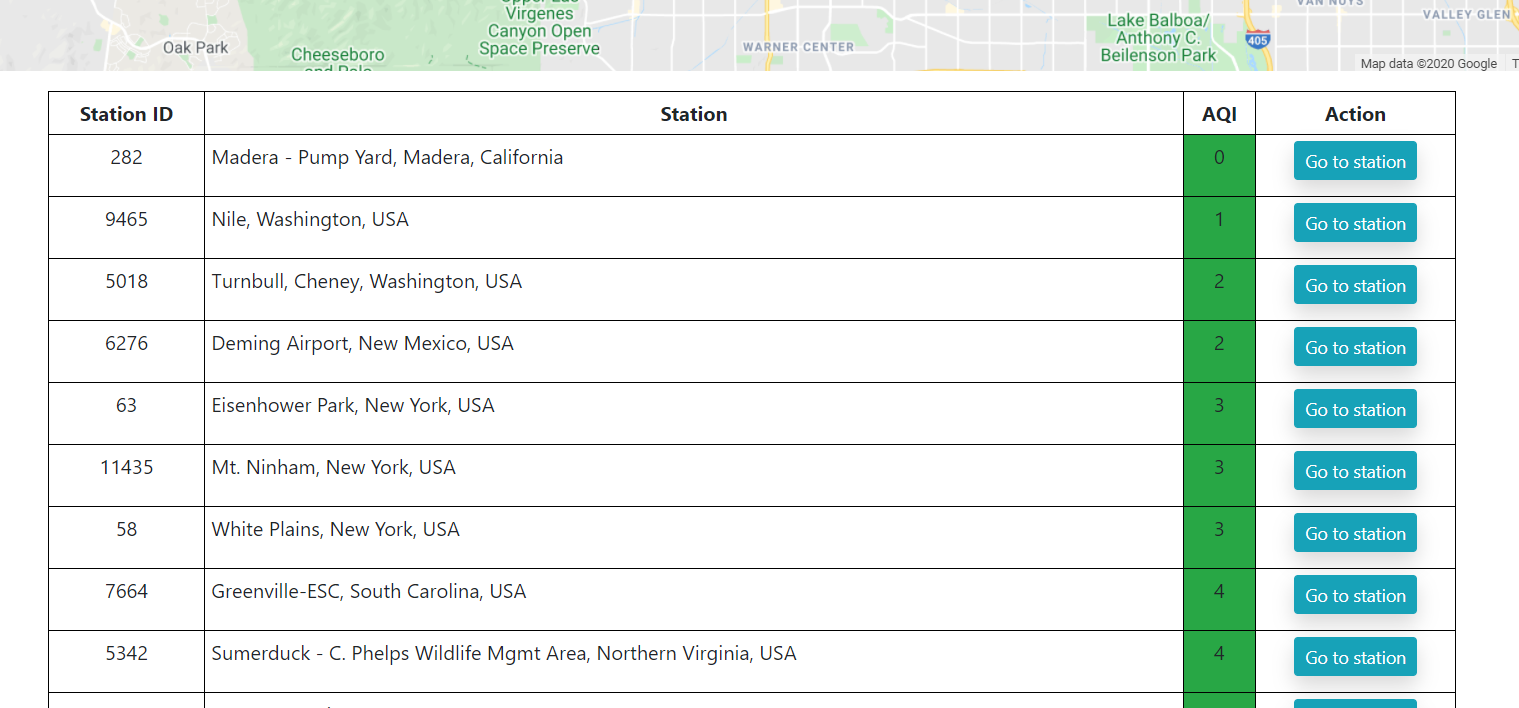 Upper Las
Virgenes
Canyon Open
Space Preserve
Oak Park
Cheeseboro
and Palo
WARNER CENTER
Lake Balboa/
Anthony C.
Beilenson Park
405
VAN NUYS
VALLEY GLEN
Map data ©2020 Google
Station ID Station AQI Action
282 Madera - Pump Yard, Madera, California 0 Go to station
9465 Nile, Washington, USA 1 Go to station
5018 Turnbull, Cheney, Washington, USA 2 Go to station
6276 Deming Airport, New Mexico, USA 2 Go to station
63 Eisenhower Park, New York, USA 3 Go to station
11435 Mt. Ninham, New York, USA 3 Go to station
58 White Plains, New York, USA 3 Go to station
7664 Greenville-ESC, South Carolina, USA 4 Go to station
5342 Sumerduck - C. Phelps Wildlife Mgmt Area, Northern Virginia, USA 4 Go to station